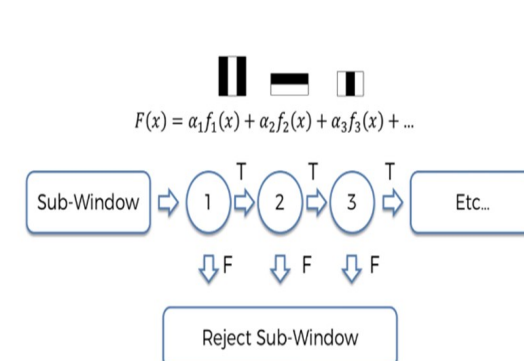 F(x) = α₁f₁(x) + α₂f₂(x) + α₃f₃(x) + ...
T T T
Sub-Window 1 2 3 Etc...
F F F
Reject Sub-Window